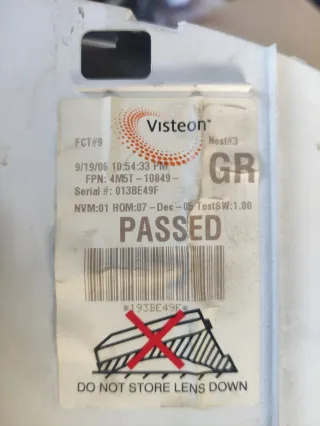 Visteon
FCT#9 Nest#3
9/19/06 10:54:33 PM GR
FPN: 4M5T-10849-
Serial #: 013BE49F
NVM:01 ROM:07-Dec-05 TestSW:1.00
PASSED
*193BE49F*
DO NOT STORE LENS DOWN